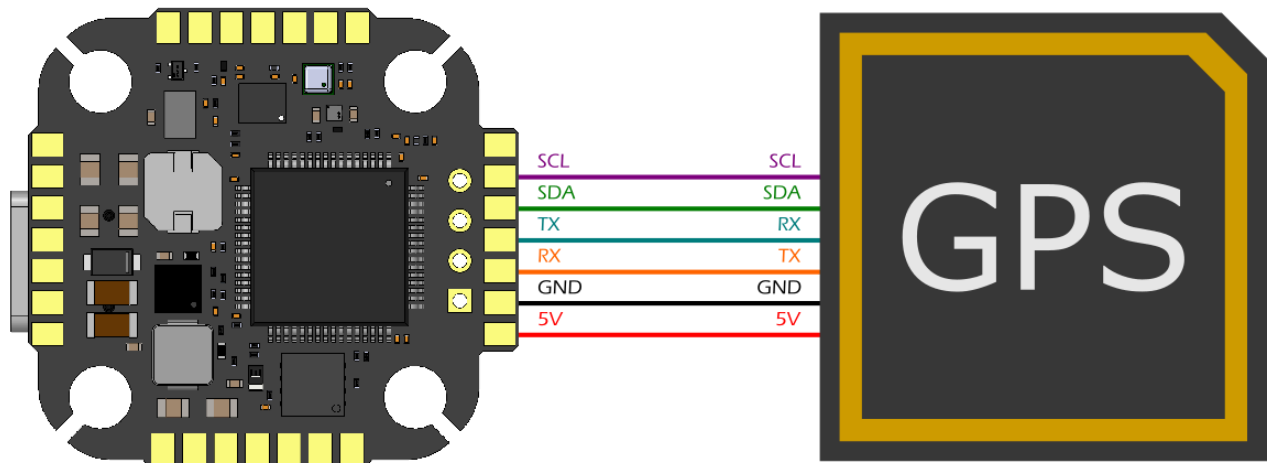 SCL SCL
SDA SDA
TX RX
RX TX
GND GND
5V 5V
GPS